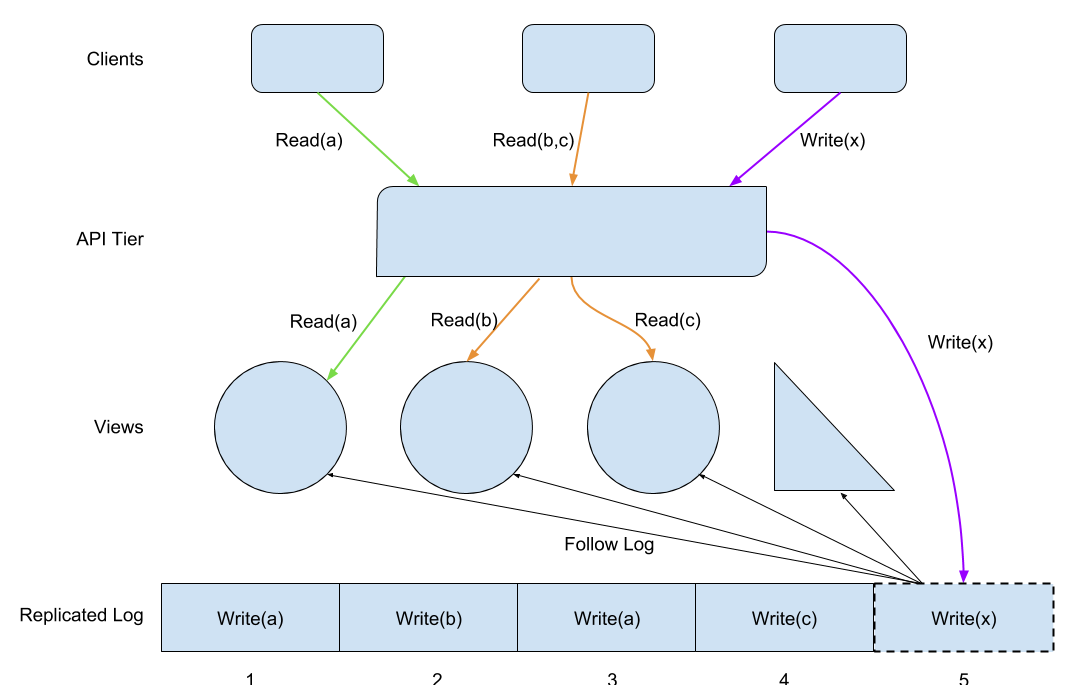 Clients
Read(a)
Read(b,c)
Write(x)
API Tier
Read(a)
Read(b)
Read(c)
Write(x)
Views
Follow Log
Replicated Log
Write(a)
Write(b)
Write(a)
Write(c)
Write(x)
1
2
3
4
5